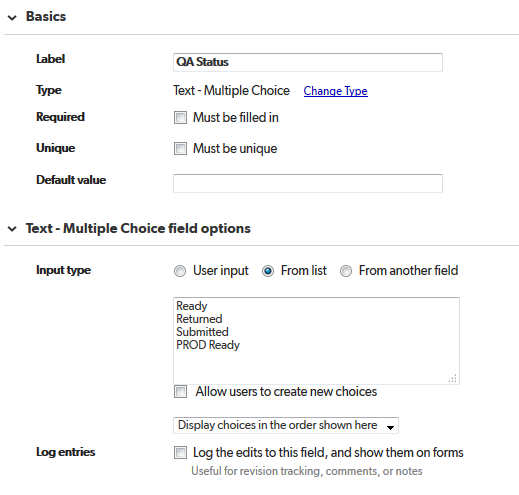 Basics
Label QA Status
Type Text - Multiple Choice Change Type
Required Must be filled in
Unique Must be unique
Default value
Text - Multiple Choice field options
Input type User input From list From another field
Ready
Returned
Submitted
PROD Ready
Allow users to create new choices
Display choices in the order shown here
Log entries Log the edits to this field, and show them on forms
Useful for revision tracking, comments, or notes